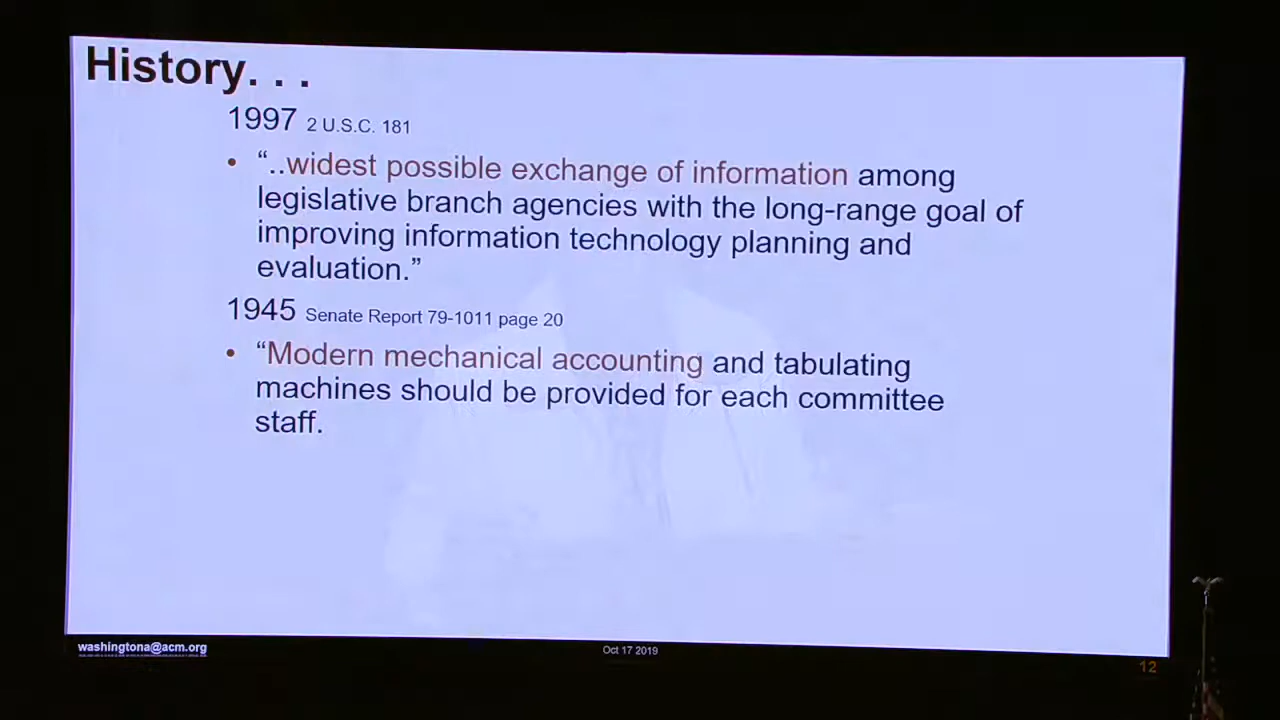 History. . .
1997 2 U.S.C. 181
• “..widest possible exchange of information among
legislative branch agencies with the long-range goal of
improving information technology planning and
evaluation.”
1945 Senate Report 79-1011 page 20
• “Modern mechanical accounting and tabulating
machines should be provided for each committee
staff.
washingtona@acm.org
Oct 17 2019
12